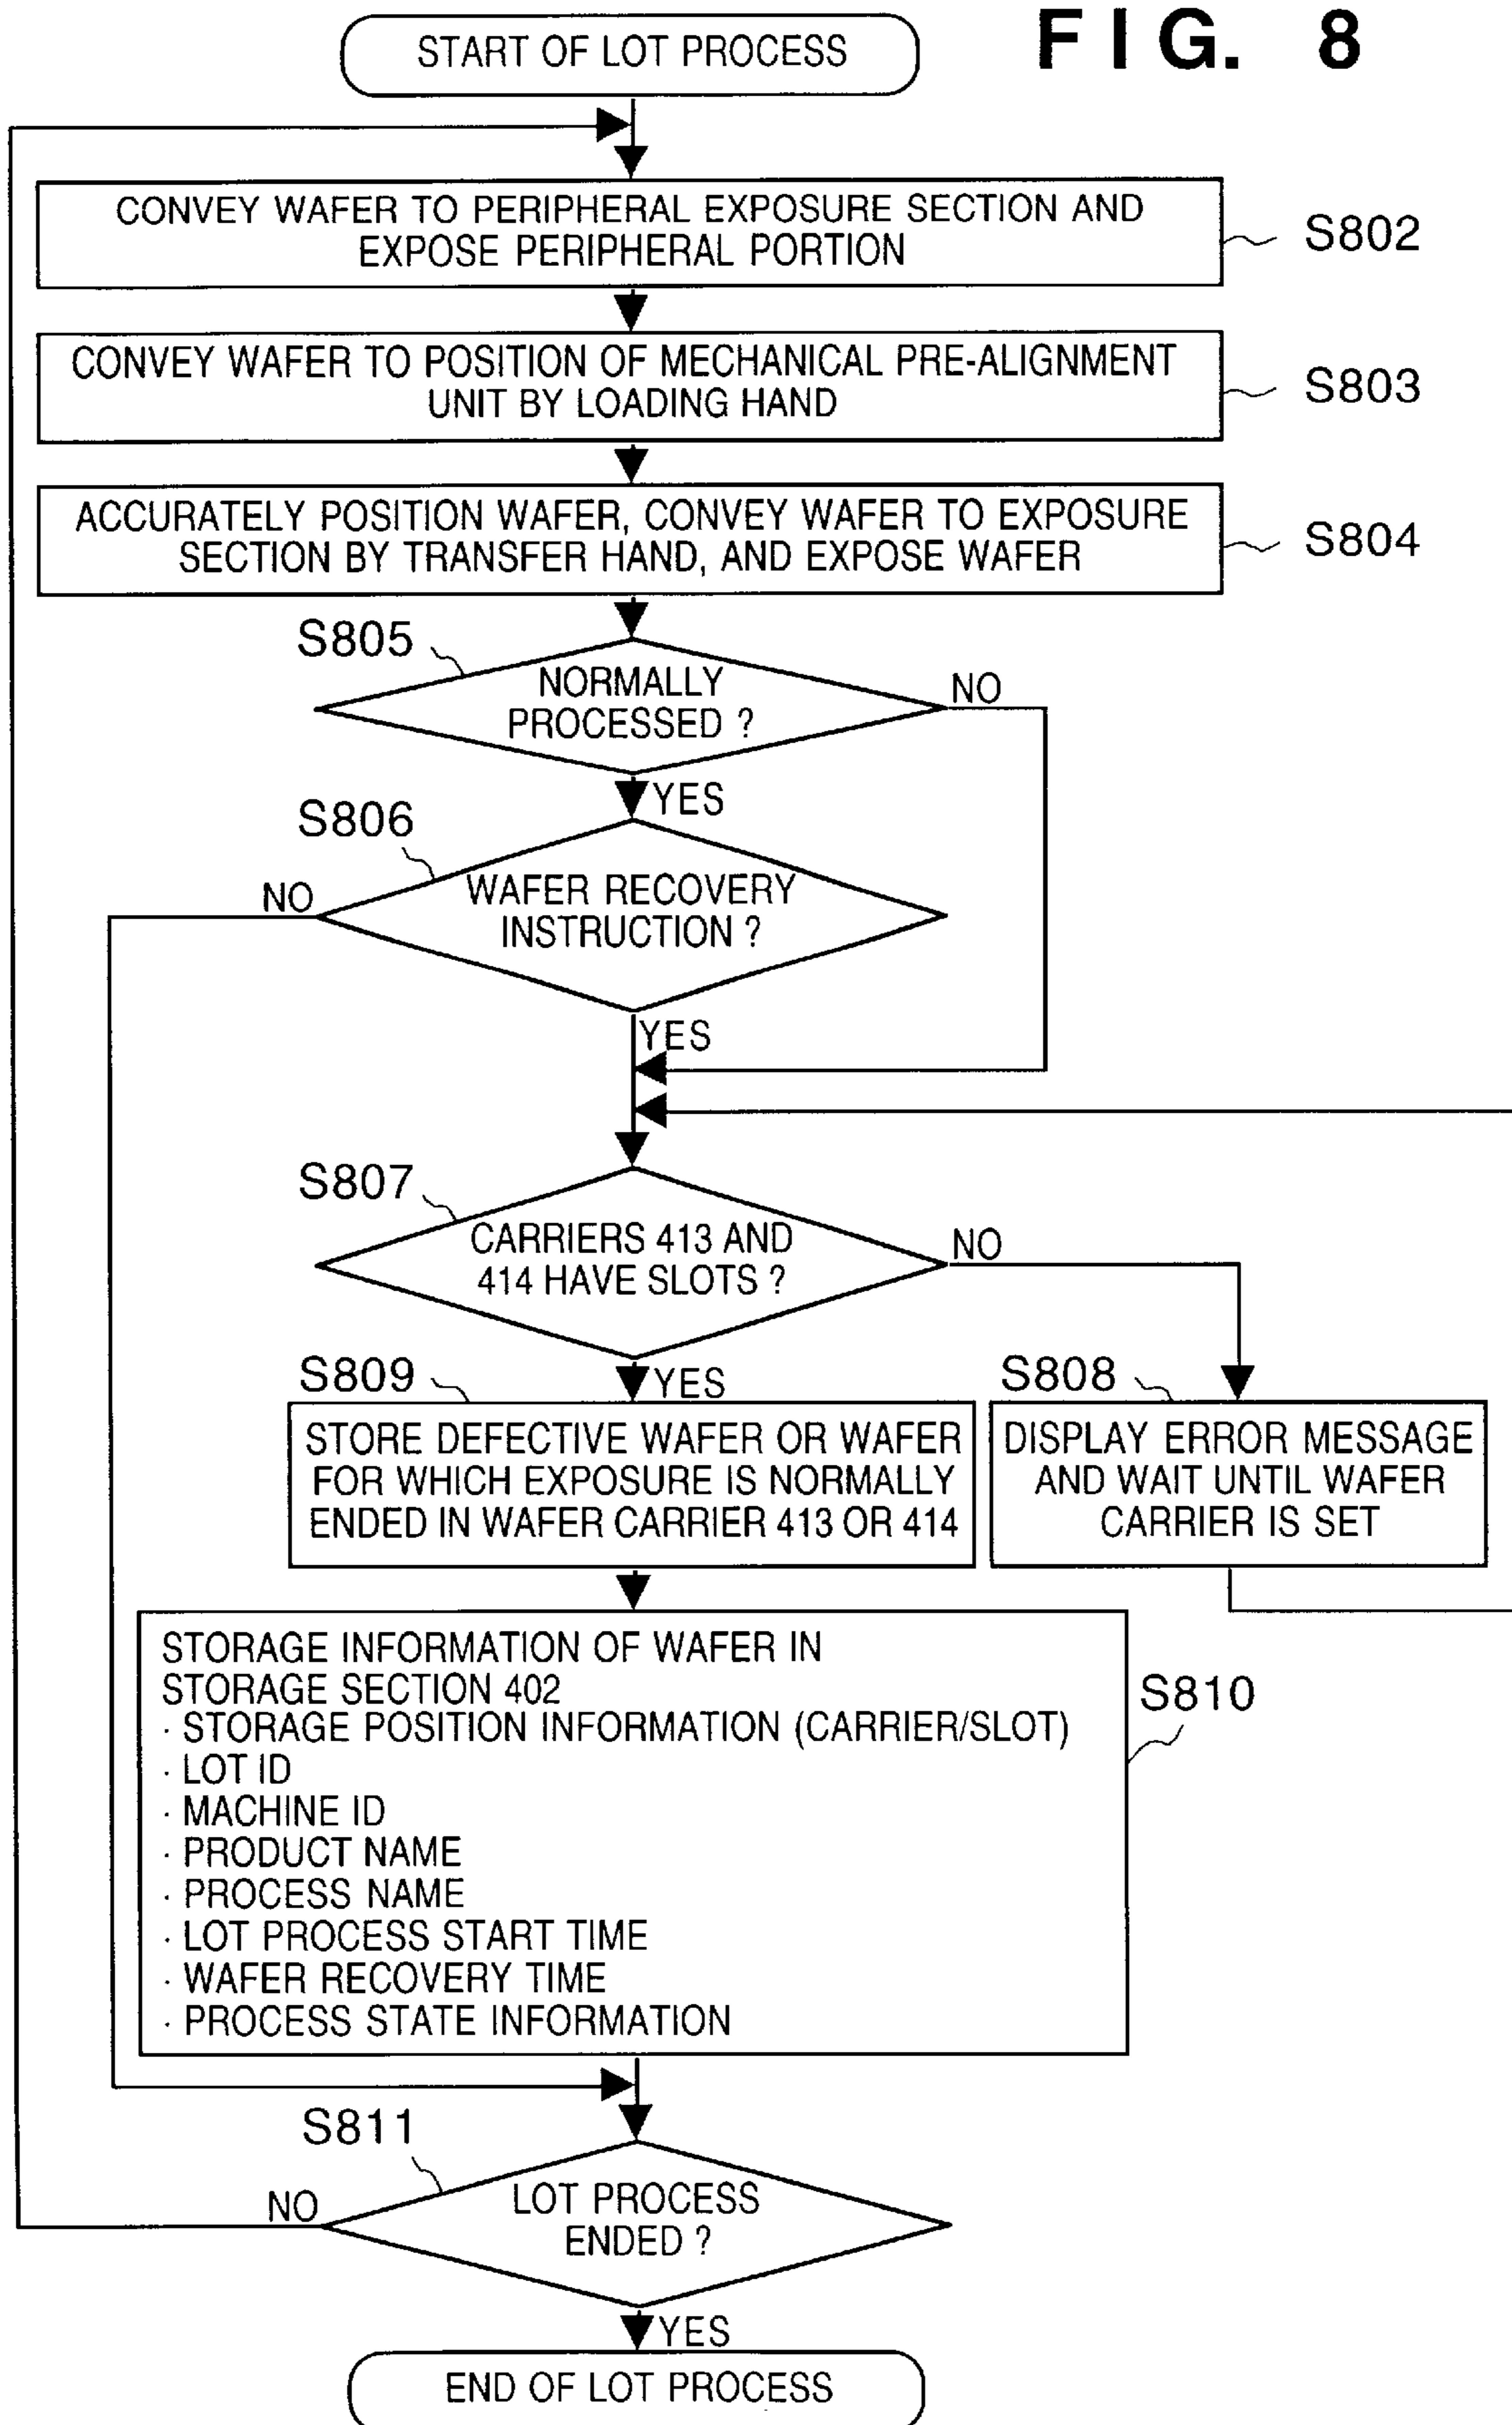 FIG. 8
START OF LOT PROCESS
CONVEY WAFER TO PERIPHERAL EXPOSURE SECTION AND
EXPOSE PERIPHERAL PORTION
S802
CONVEY WAFER TO POSITION OF MECHANICAL PRE-ALIGNMENT
UNIT BY LOADING HAND
S803
ACCURATELY POSITION WAFER, CONVEY WAFER TO EXPOSURE
SECTION BY TRANSFER HAND, AND EXPOSE WAFER
S804
S805
NORMALLY
PROCESSED ?
NO
YES
S806
WAFER RECOVERY
INSTRUCTION ?
NO
YES
S807
CARRIERS 413 AND
414 HAVE SLOTS ?
NO
YES
S809
STORE DEFECTIVE WAFER OR WAFER
FOR WHICH EXPOSURE IS NORMALLY
ENDED IN WAFER CARRIER 413 OR 414
S808
DISPLAY ERROR MESSAGE
AND WAIT UNTIL WAFER
CARRIER IS SET
STORAGE INFORMATION OF WAFER IN
STORAGE SECTION 402
· STORAGE POSITION INFORMATION (CARRIER/SLOT)
· LOT ID
· MACHINE ID
· PRODUCT NAME
· PROCESS NAME
· LOT PROCESS START TIME
· WAFER RECOVERY TIME
· PROCESS STATE INFORMATION
S810
S811
LOT PROCESS
ENDED ?
NO
YES
END OF LOT PROCESS